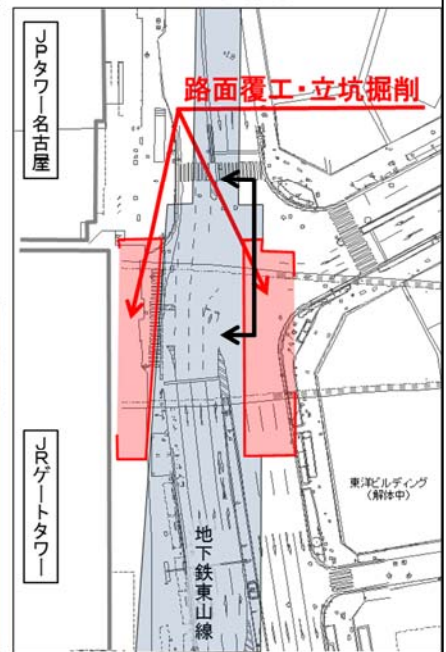 JPタワー名古屋
路面覆工・立坑掘削
JRゲートタワー
地下鉄東山線
東洋ビルディング
(解体中)